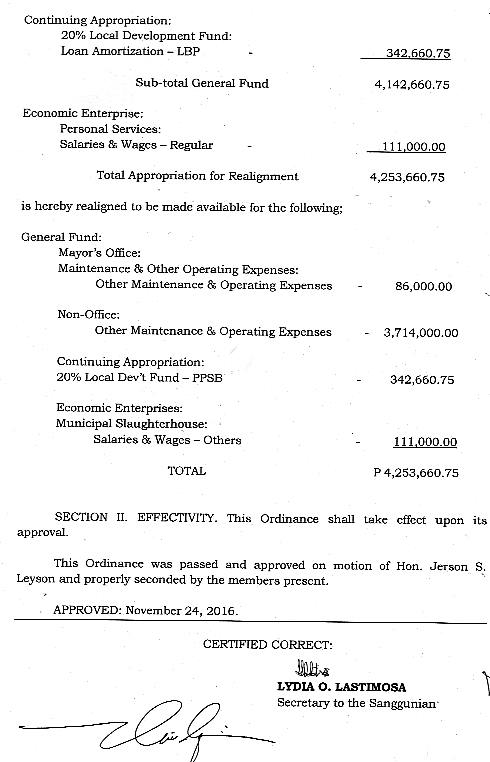 Continuing Appropriation:
20% Local Development Fund:
Loan Amortization – LBP - 342,660.75
Sub-total General Fund 4,142,660.75
Economic Enterprise:
Personal Services:
Salaries & Wages – Regular - 111,000.00
Total Appropriation for Realignment 4,253,660.75
is hereby realigned to be made available for the following;
General Fund:
Mayor's Office:
Maintenance & Other Operating Expenses:
Other Maintenance & Operating Expenses - 86,000.00
Non-Office:
Other Maintenance & Operating Expenses - 3,714,000.00
Continuing Appropriation:
20% Local Dev't Fund – PPSB - 342,660.75
Economic Enterprises:
Municipal Slaughterhouse:
Salaries & Wages – Others - 111,000.00
TOTAL P 4,253,660.75
SECTION II. EFFECTIVITY. This Ordinance shall take effect upon its
approval.
This Ordinance was passed and approved on motion of Hon. Jerson S.
Leyson and properly seconded by the members present.
APPROVED: November 24, 2016.
CERTIFIED CORRECT:
LYDIA O. LASTIMOSA
Secretary to the Sanggunian